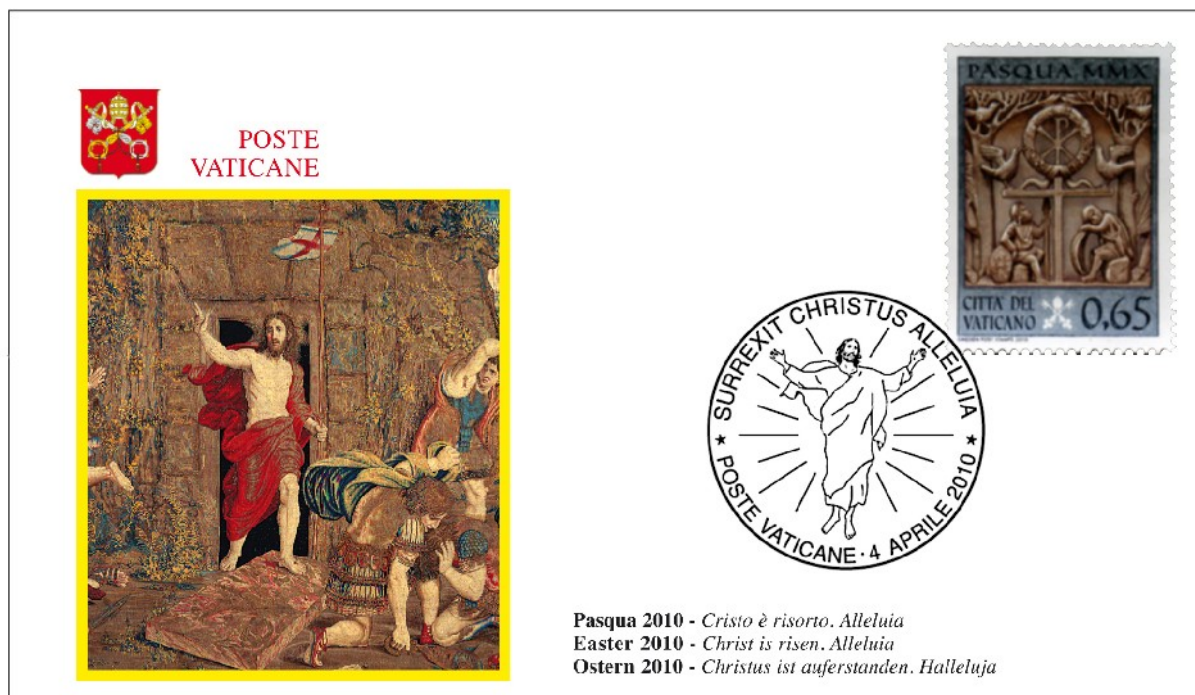 POSTE
VATICANE
PASQUA MMX
CITTA' DEL
VATICANO
0,65
SURREXIT CHRISTUS ALLELUIA
POSTE VATICANE · 4 APRILE 2010
Pasqua 2010 - Cristo è risorto. Alleluia
Easter 2010 - Christ is risen. Alleluia
Ostern 2010 - Christus ist auferstanden. Halleluja